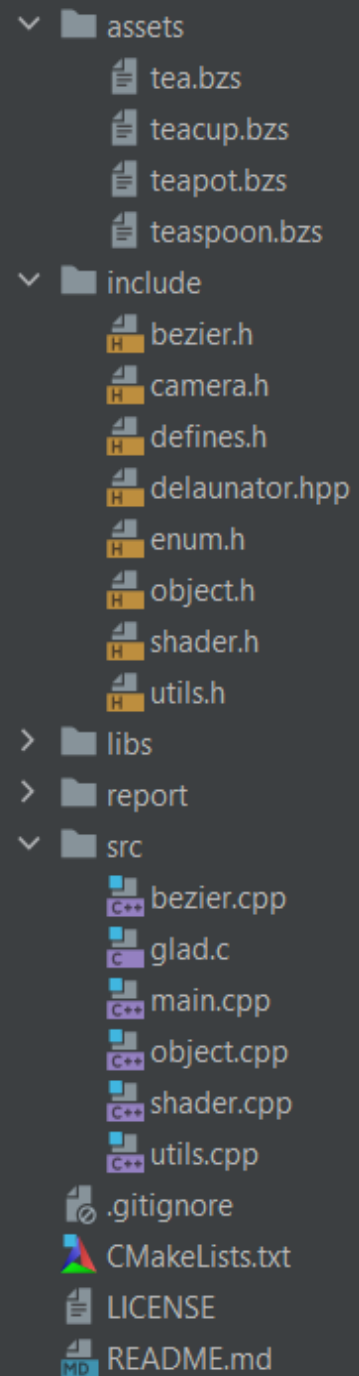 assets
tea.bzs
teacup.bzs
teapot.bzs
teaspoon.bzs
include
H bezier.h
H camera.h
H defines.h
H delaunator.hpp
H enum.h
H object.h
H shader.h
H utils.h
libs
report
src
C++ bezier.cpp
C glad.c
C++ main.cpp
C++ object.cpp
C++ shader.cpp
C++ utils.cpp
.gitignore
CMakeLists.txt
LICENSE
MD README.md